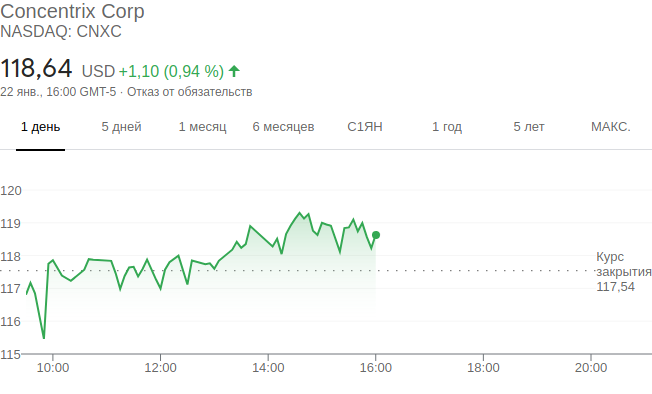 Concentrix Corp
NASDAQ: CNXC
118,64 USD +1,10 (0,94 %)
22 янв., 16:00 GMT-5 · Отказ от обязательств
1 день 5 дней 1 месяц 6 месяцев С1ЯН 1 год 5 лет МАКС.
120
119
118
117
116
115
Курс
закрытия
117,54
10:00 12:00 14:00 16:00 18:00 20:00